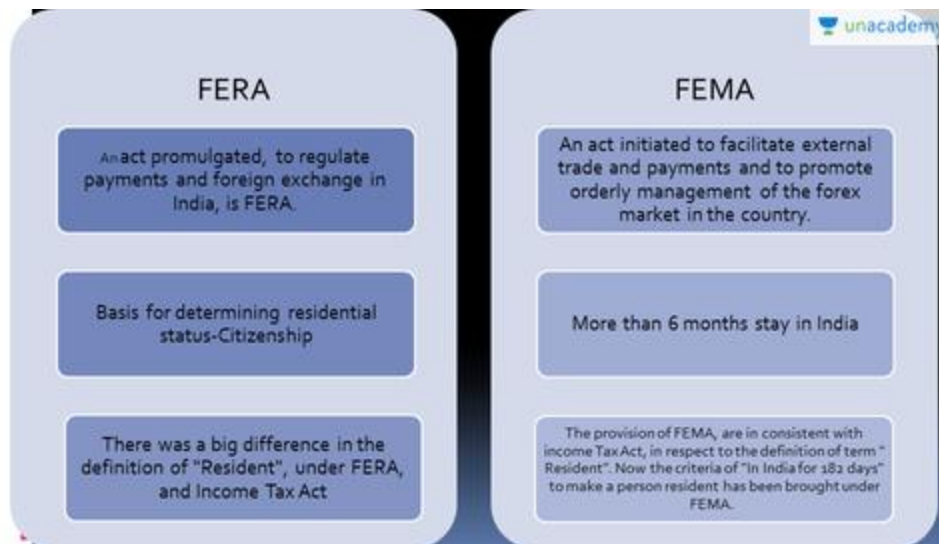 unacademy
FERA
An act promulgated, to regulate
payments and foreign exchange in
India, is FERA.
Basis for determining residential
status-Citizenship
There was a big difference in the
definition of "Resident", under FERA,
and Income Tax Act
FEMA
An act initiated to facilitate external
trade and payments and to promote
orderly management of the forex
market in the country.
More than 6 months stay in India
The provision of FEMA, are in consistent with
income Tax Act, in respect to the definition of term "
Resident". Now the criteria of "In India for 182 days"
to make a person resident has been brought under
FEMA.